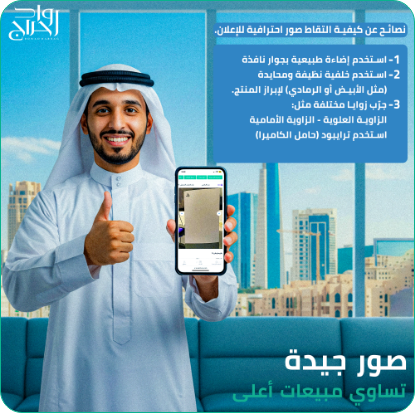 رواد
الحراج
نصائح عن كيفية التقاط صور احترافية للإعلان.
1- استخدم إضاءة طبيعية بجوار نافذة
2- استخدم خلفية نظيفة ومحايدة
(مثل الأبيض أو الرمادي) لإبراز المنتج.
3- جرّب زوايا مختلفة مثل:
الزاوية العلوية - الزاوية الأمامية
استخدم ترايبود (حامل الكاميرا)
صور جيدة
تساوي مبيعات أعلى